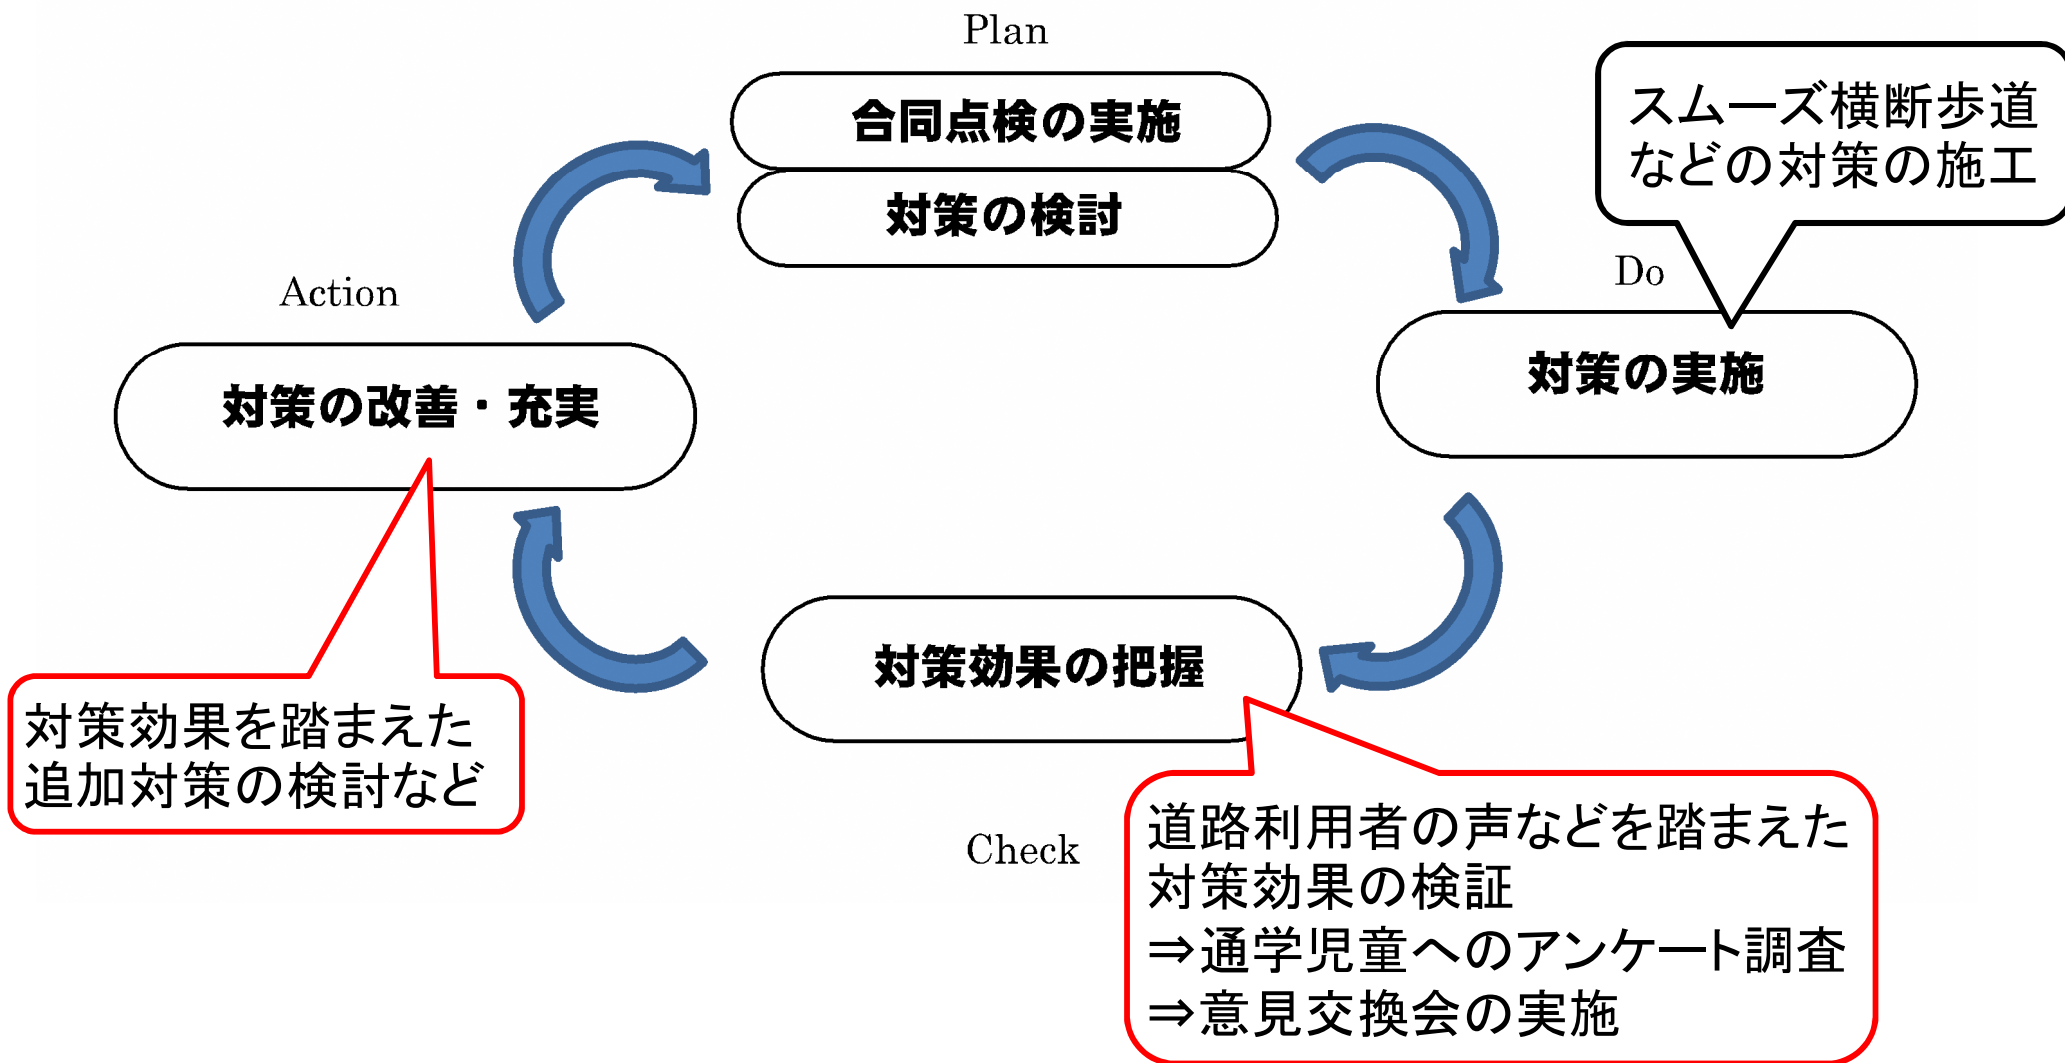 Plan
合同点検の実施
対策の検討
スムーズ横断歩道
などの対策の施工
Do
対策の実施
Action
対策の改善・充実
対策効果の把握
対策効果を踏まえた
追加対策の検討など
Check
道路利用者の声などを踏まえた
対策効果の検証
⇒通学児童へのアンケート調査
⇒意見交換会の実施